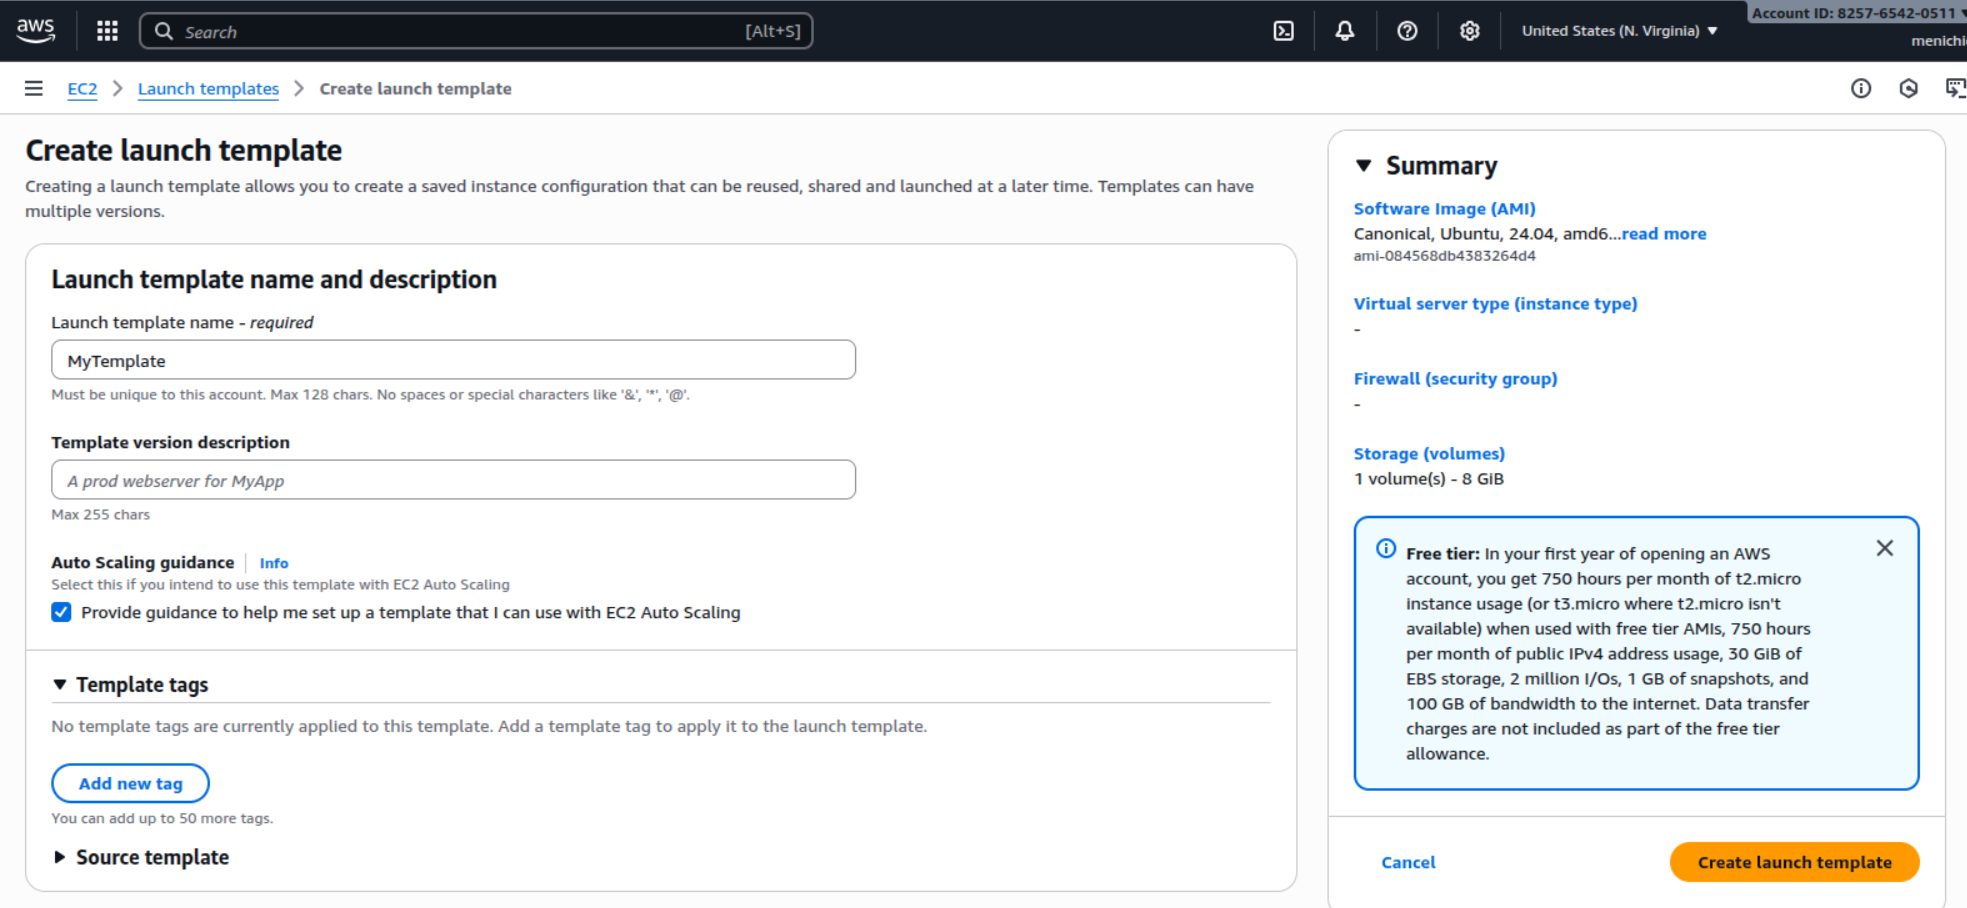 aws
Search
[Alt+S]
United States (N. Virginia)
Account ID: 8257-6542-0511
menichi
EC2
Launch templates
Create launch template
Create launch template
Creating a launch template allows you to create a saved instance configuration that can be reused, shared and launched at a later time. Templates can have
multiple versions.
Launch template name and description
Launch template name - required
MyTemplate
Must be unique to this account. Max 128 chars. No spaces or special characters like '&', '*', '@'.
Template version description
A prod webserver for MyApp
Max 255 chars
Auto Scaling guidance
Info
Select this if you intend to use this template with EC2 Auto Scaling
Provide guidance to help me set up a template that I can use with EC2 Auto Scaling
Template tags
No template tags are currently applied to this template. Add a template tag to apply it to the launch template.
Add new tag
You can add up to 50 more tags.
Source template
Summary
Software Image (AMI)
Canonical, Ubuntu, 24.04, amd6...read more
ami-084568db4383264d4
Virtual server type (instance type)
-
Firewall (security group)
-
Storage (volumes)
1 volume(s) - 8 GiB
Free tier: In your first year of opening an AWS
account, you get 750 hours per month of t2.micro
instance usage (or t3.micro where t2.micro isn't
available) when used with free tier AMIs, 750 hours
per month of public IPv4 address usage, 30 GiB of
EBS storage, 2 million I/Os, 1 GB of snapshots, and
100 GB of bandwidth to the internet. Data transfer
charges are not included as part of the free tier
allowance.
Cancel
Create launch template